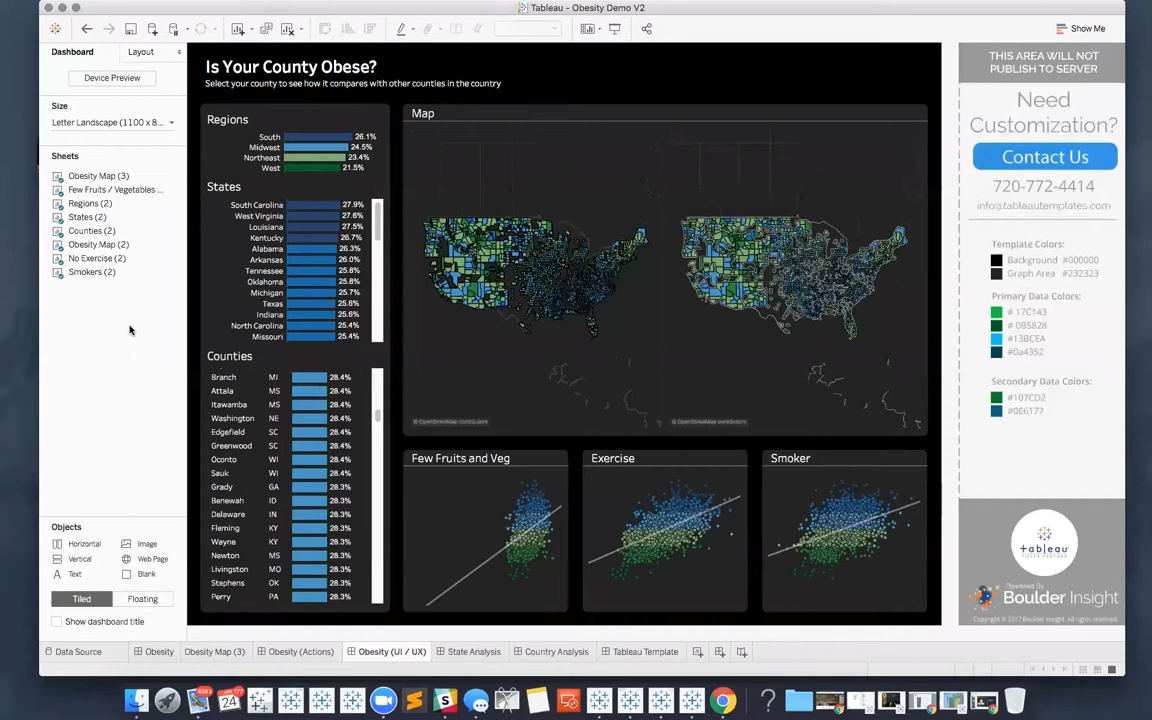 Tableau - Obesity Demo V2
Show Me
Dashboard
Layout
Device Preview
Size
Letter Landscape (1100 x 8...
Sheets
Obesity Map (3)
Few Fruits / Vegetables ...
Regions (2)
States (2)
Counties (2)
Obesity Map (2)
No Exercise (2)
Smokers (2)
Objects
Horizontal
Image
Vertical
Web Page
A Text
Blank
Tiled
Floating
Show dashboard title
Is Your County Obese?
Select your county to see how it compares with other counties in the country
Regions
South 26.1%
Midwest 24.5%
Northeast 23.4%
West 21.5%
States
South Carolina 27.9%
West Virginia 27.6%
Louisiana 27.5%
Kentucky 26.7%
Alabama 26.3%
Arkansas 26.0%
Tennessee 25.8%
Oklahoma 25.8%
Michigan 25.7%
Texas 25.6%
Indiana 25.6%
North Carolina 25.4%
Missouri 25.4%
Counties
Branch MI 28.4%
Attala MS 28.4%
Itawamba MS 28.4%
Washington NE 28.4%
Edgefield SC 28.4%
Greenwood SC 28.4%
Oconto WI 28.4%
Sauk WI 28.4%
Grady GA 28.3%
Benewah ID 28.3%
Delaware IN 28.3%
Fleming KY 28.3%
Wayne KY 28.3%
Newton MS 28.3%
Livingston MO 28.3%
Stephens OK 28.3%
Perry PA 28.3%
Map
© OpenStreetMap contributors
© OpenStreetMap contributors
Few Fruits and Veg
Exercise
Smoker
THIS AREA WILL NOT
PUBLISH TO SERVER
Need
Customization?
Contact Us
720-772-4414
info@tableautemplates.com
Template Colors:
Background #000000
Graph Area #232323
Primary Data Colors:
# 17C143
# 0B5828
#13BCEA
#0a4352
Secondary Data Colors:
#107CD2
#0E6177
+ableau
Powered By
Boulder Insight
Data Source
Obesity
Obesity Map (3)
Obesity (Actions)
Obesity (UI / UX)
State Analysis
Country Analysis
Tableau Template
24